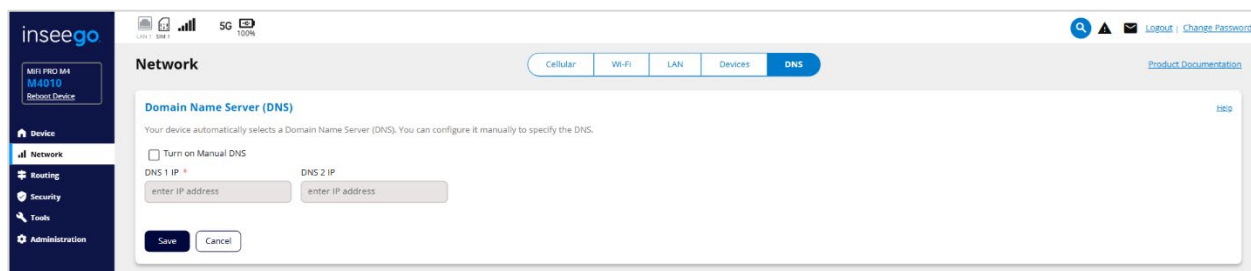 inseego
LAN 1 SIM 1
5G
100%
Logout | Change Password
MiFi PRO M4
M4010
Reboot Device
Network
Cellular
Wi-Fi
LAN
Devices
DNS
Product Documentation
Device
Network
Routing
Security
Tools
Administration
Domain Name Server (DNS)
Help
Your device automatically selects a Domain Name Server (DNS). You can configure it manually to specify the DNS.
Turn on Manual DNS
DNS 1 IP * DNS 2 IP
enter IP address enter IP address
Save Cancel